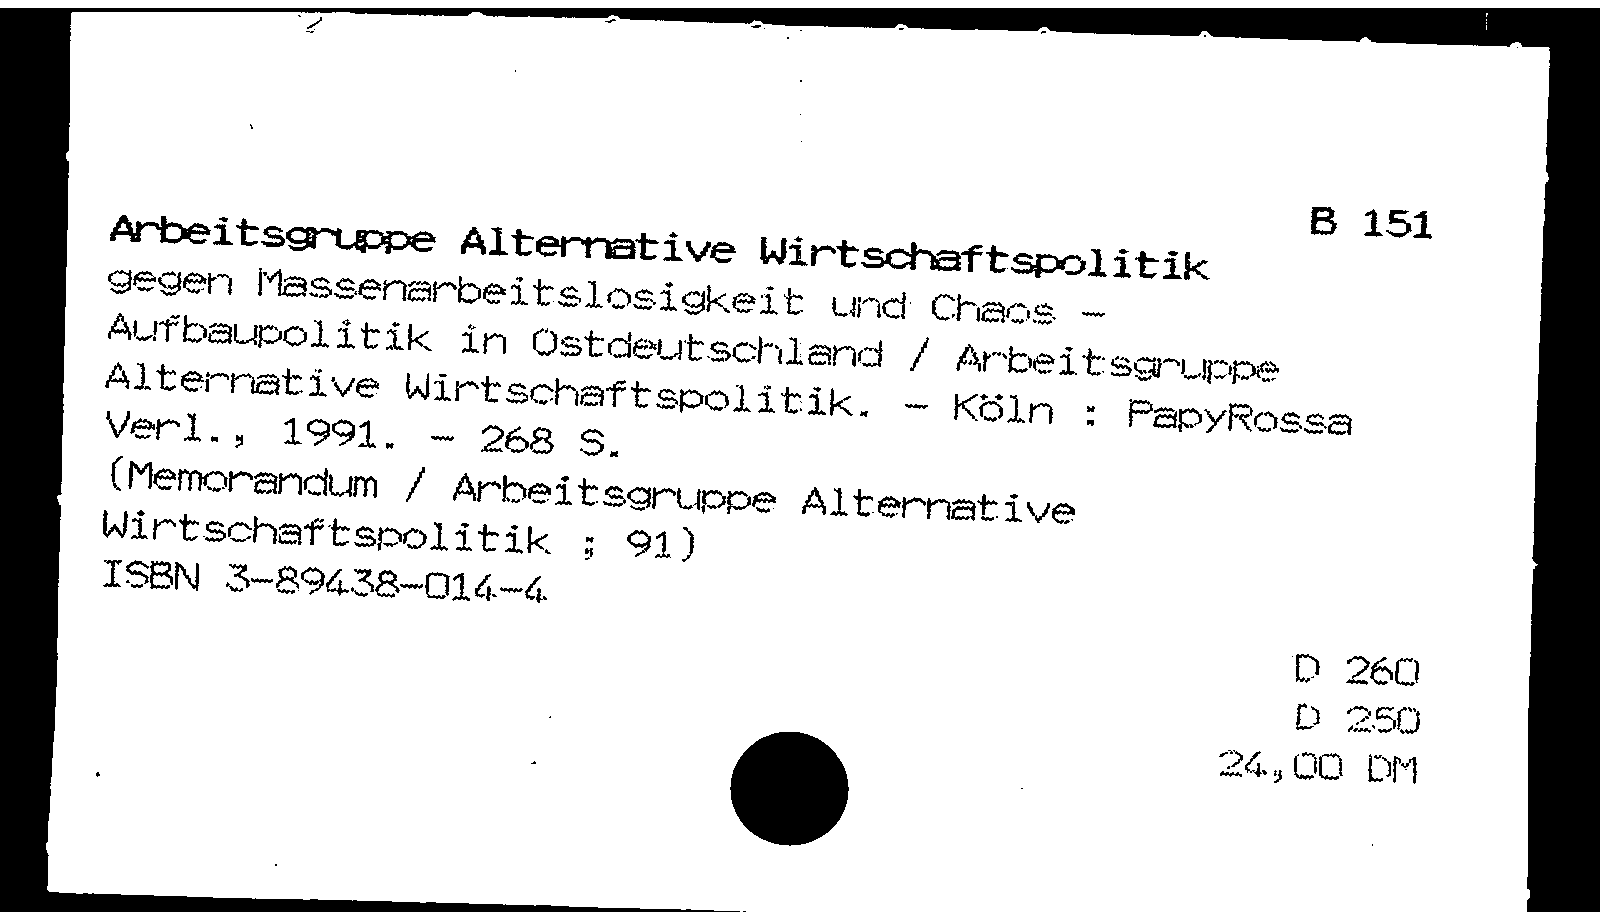 B 151
Arbeitsgruppe Alternative Wirtschaftspolitik
gegen Massenarbeitslosigkeit und Chaos -
Aufbaupolitik in Ostdeutschland / Arbeitsgruppe
Alternative Wirtschaftspolitik. - Köln : PapyRossa
Verl., 1991. - 268 S.
(Memorandum / Arbeitsgruppe Alternative
Wirtschaftspolitik ; 91)
ISBN 3-89438-014-4
D 260
D 250
24,00 DM